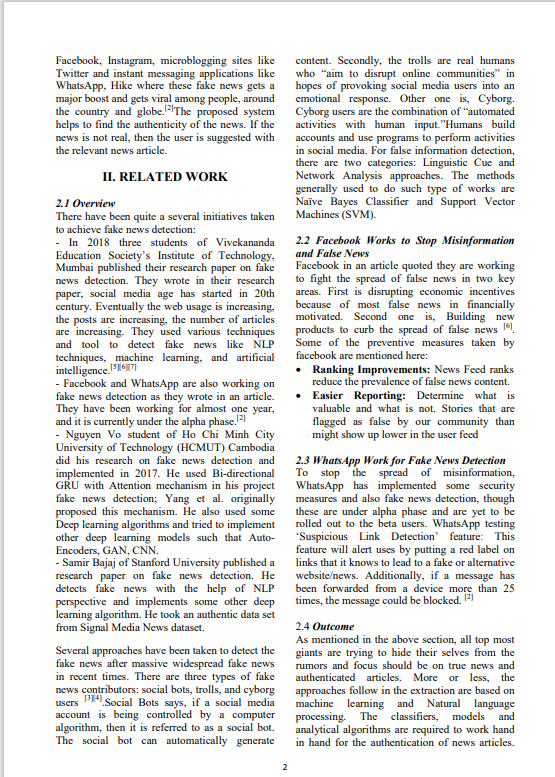 Facebook, Instagram, microblogging sites like
Twitter and instant messaging applications like
WhatsApp, Hike where these fake news gets a
major boost and gets viral among people, around
the country and globe.[2]The proposed system
helps to find the authenticity of the news. If the
news is not real, then the user is suggested with
the relevant news article.
II. RELATED WORK
2.1 Overview
There have been quite a several initiatives taken
to achieve fake news detection:
- In 2018 three students of Vivekananda
Education Society's Institute of Technology,
Mumbai published their research paper on fake
news detection. They wrote in their research
paper, social media age has started in 20th
century. Eventually the web usage is increasing,
the posts are increasing, the number of articles
are increasing. They used various techniques
and tool to detect fake news like NLP
techniques, machine learning, and artificial
intelligence.[5][6][7]
- Facebook and WhatsApp are also working on
fake news detection as they wrote in an article.
They have been working for almost one year,
and it is currently under the alpha phase.[2]
- Nguyen Vo student of Ho Chi Minh City
University of Technology (HCMUT) Cambodia
did his research on fake news detection and
implemented in 2017. He used Bi-directional
GRU with Attention mechanism in his project
fake news detection; Yang et al. originally
proposed this mechanism. He also used some
Deep learning algorithms and tried to implement
other deep learning models such that Auto-
Encoders, GAN, CNN.
- Samir Bajaj of Stanford University published a
research paper on fake news detection. He
detects fake news with the help of NLP
perspective and implements some other deep
learning algorithm. He took an authentic data set
from Signal Media News dataset.
Several approaches have been taken to detect the
fake news after massive widespread fake news
in recent times. There are three types of fake
news contributors: social bots, trolls, and cyborg
users [3][4].Social Bots says, if a social media
account is being controlled by a computer
algorithm, then it is referred to as a social bot.
The social bot can automatically generate
content. Secondly, the trolls are real humans
who “aim to disrupt online communities” in
hopes of provoking social media users into an
emotional response. Other one is, Cyborg.
Cyborg users are the combination of “automated
activities with human input.”Humans build
accounts and use programs to perform activities
in social media. For false information detection,
there are two categories: Linguistic Cue and
Network Analysis approaches. The methods
generally used to do such type of works are
Naïve Bayes Classifier and Support Vector
Machines (SVM).
2.2 Facebook Works to Stop Misinformation
and False News
Facebook in an article quoted they are working
to fight the spread of false news in two key
areas. First is disrupting economic incentives
because of most false news in financially
motivated. Second one is, Building new
products to curb the spread of false news [6].
Some of the preventive measures taken by
facebook are mentioned here:
• Ranking Improvements: News Feed ranks
reduce the prevalence of false news content.
• Easier Reporting: Determine what is
valuable and what is not. Stories that are
flagged as false by our community than
might show up lower in the user feed
2.3 WhatsApp Work for Fake News Detection
To stop the spread of misinformation,
WhatsApp has implemented some security
measures and also fake news detection, though
these are under alpha phase and are yet to be
rolled out to the beta users. WhatsApp testing
‘Suspicious Link Detection’ feature: This
feature will alert uses by putting a red label on
links that it knows to lead to a fake or alternative
website/news. Additionally, if a message has
been forwarded from a device more than 25
times, the message could be blocked. [2]
2.4 Outcome
As mentioned in the above section, all top most
giants are trying to hide their selves from the
rumors and focus should be on true news and
authenticated articles. More or less, the
approaches follow in the extraction are based on
machine learning and Natural language
processing. The classifiers, models and
analytical algorithms are required to work hand
in hand for the authentication of news articles.
2